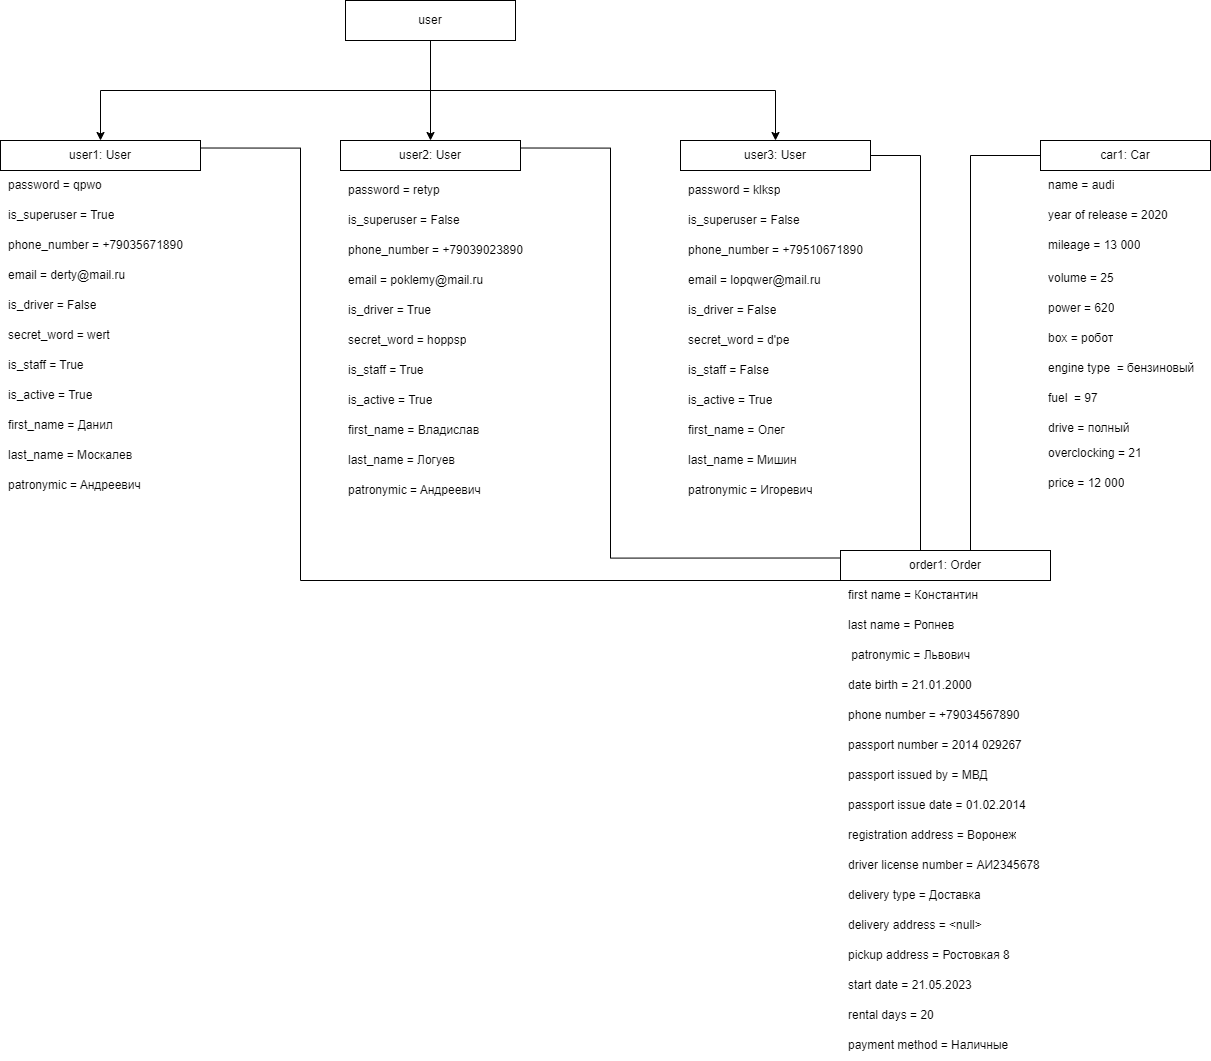 user
user1: User
password = qpwo
is_superuser = True
phone_number = +79035671890
email = derty@mail.ru
is_driver = False
secret_word = wert
is_staff = True
is_active = True
first_name = Данил
last_name = Москалев
patronymic = Андреевич
user2: User
password = retyp
is_superuser = False
phone_number = +79039023890
email = poklemy@mail.ru
is_driver = True
secret_word = hoppsp
is_staff = True
is_active = True
first_name = Владислав
last_name = Логуев
patronymic = Андреевич
user3: User
password = klksp
is_superuser = False
phone_number = +79510671890
email = lopqwer@mail.ru
is_driver = False
secret_word = d'pe
is_staff = False
is_active = True
first_name = Олег
last_name = Мишин
patronymic = Игоревич
car1: Car
name = audi
year of release = 2020
mileage = 13 000
volume = 25
power = 620
box = робот
engine type = бензиновый
fuel = 97
drive = полный
overclocking = 21
price = 12 000
order1: Order
first name = Константин
last name = Ропнев
patronymic = Львович
date birth = 21.01.2000
phone number = +79034567890
passport number = 2014 029267
passport issued by = МВД
passport issue date = 01.02.2014
registration address = Воронеж
driver license number = АИ2345678
delivery type = Доставка
delivery address = <null>
pickup address = Ростовкая 8
start date = 21.05.2023
rental days = 20
payment method = Наличные